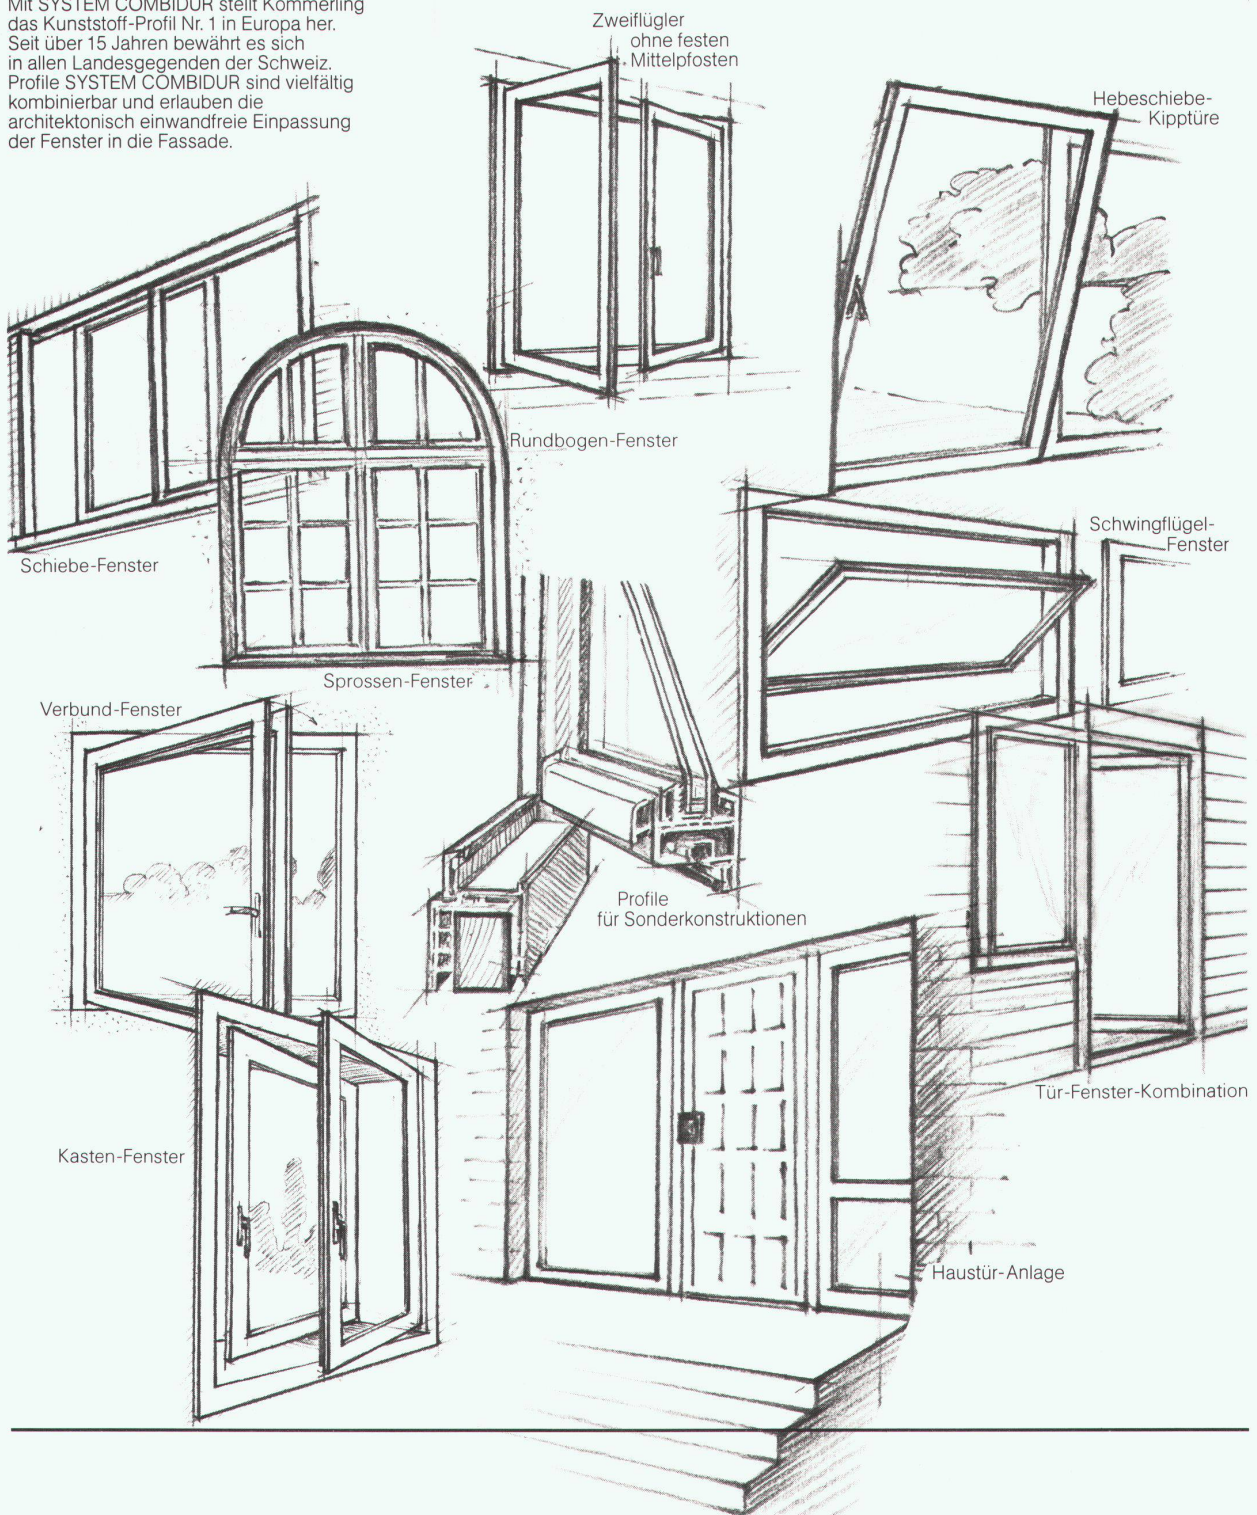 Mit SYSTEM COMBIDUR stellt Kömmerling
das Kunststoff-Profil Nr. 1 in Europa her.
Seit über 15 Jahren bewährt es sich
in allen Landesgegenden der Schweiz.
Profile SYSTEM COMBIDUR sind vielfältig
kombinierbar und erlauben die
architektonisch einwandfreie Einpassung
der Fenster in die Fassade.
Zweiflügler
ohne festen
Mittelpfosten
Hebeschiebe-
Kipptüre
Rundbogen-Fenster
Schiebe-Fenster
Schwingflügel-
Fenster
Sprossen-Fenster
Verbund-Fenster
Profile
für Sonderkonstruktionen
Tür-Fenster-Kombination
Kasten-Fenster
Haustür-Anlage